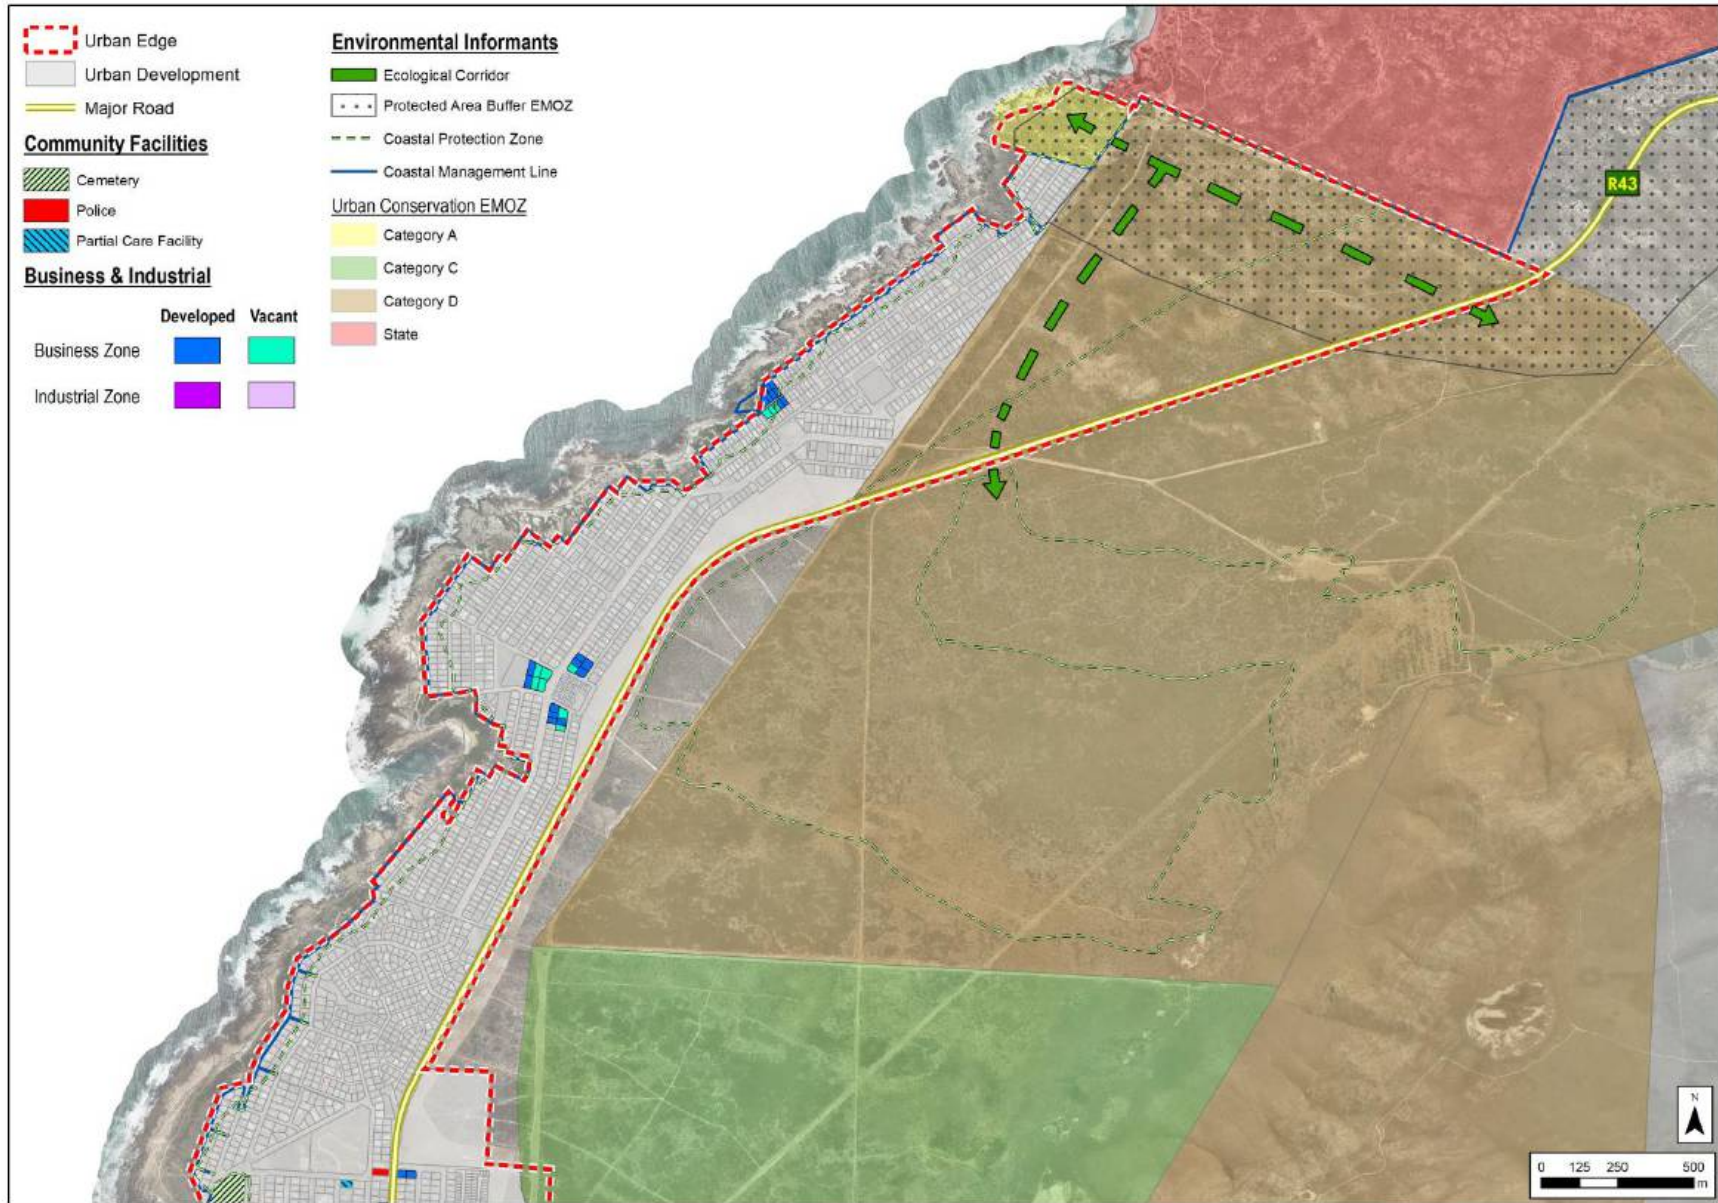 Urban Edge
Urban Development
Major Road
Community Facilities
Cemetery
Police
Partial Care Facility
Business & Industrial
Developed Vacant
Business Zone
Industrial Zone
Environmental Informants
Ecological Corridor
Protected Area Buffer EMOZ
Coastal Protection Zone
Coastal Management Line
Urban Conservation EMOZ
Category A
Category C
Category D
State
R43
N
0 125 250 500
m